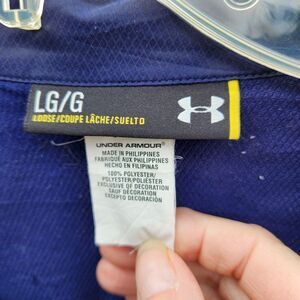 LG/G
LOOSE/COUPE LÂCHE/SUELTO
UNDER ARMOUR®
MADE IN PHILIPPINES
FABRIQUÉ AUX PHILIPPINES
HECHO EN FILIPINAS
100% POLYESTER/
POLYESTER/POLIÉSTER
EXCLUSIVE OF DECORATION
SAUF DÉCORATION
EXCEPTO DECORACIÓN